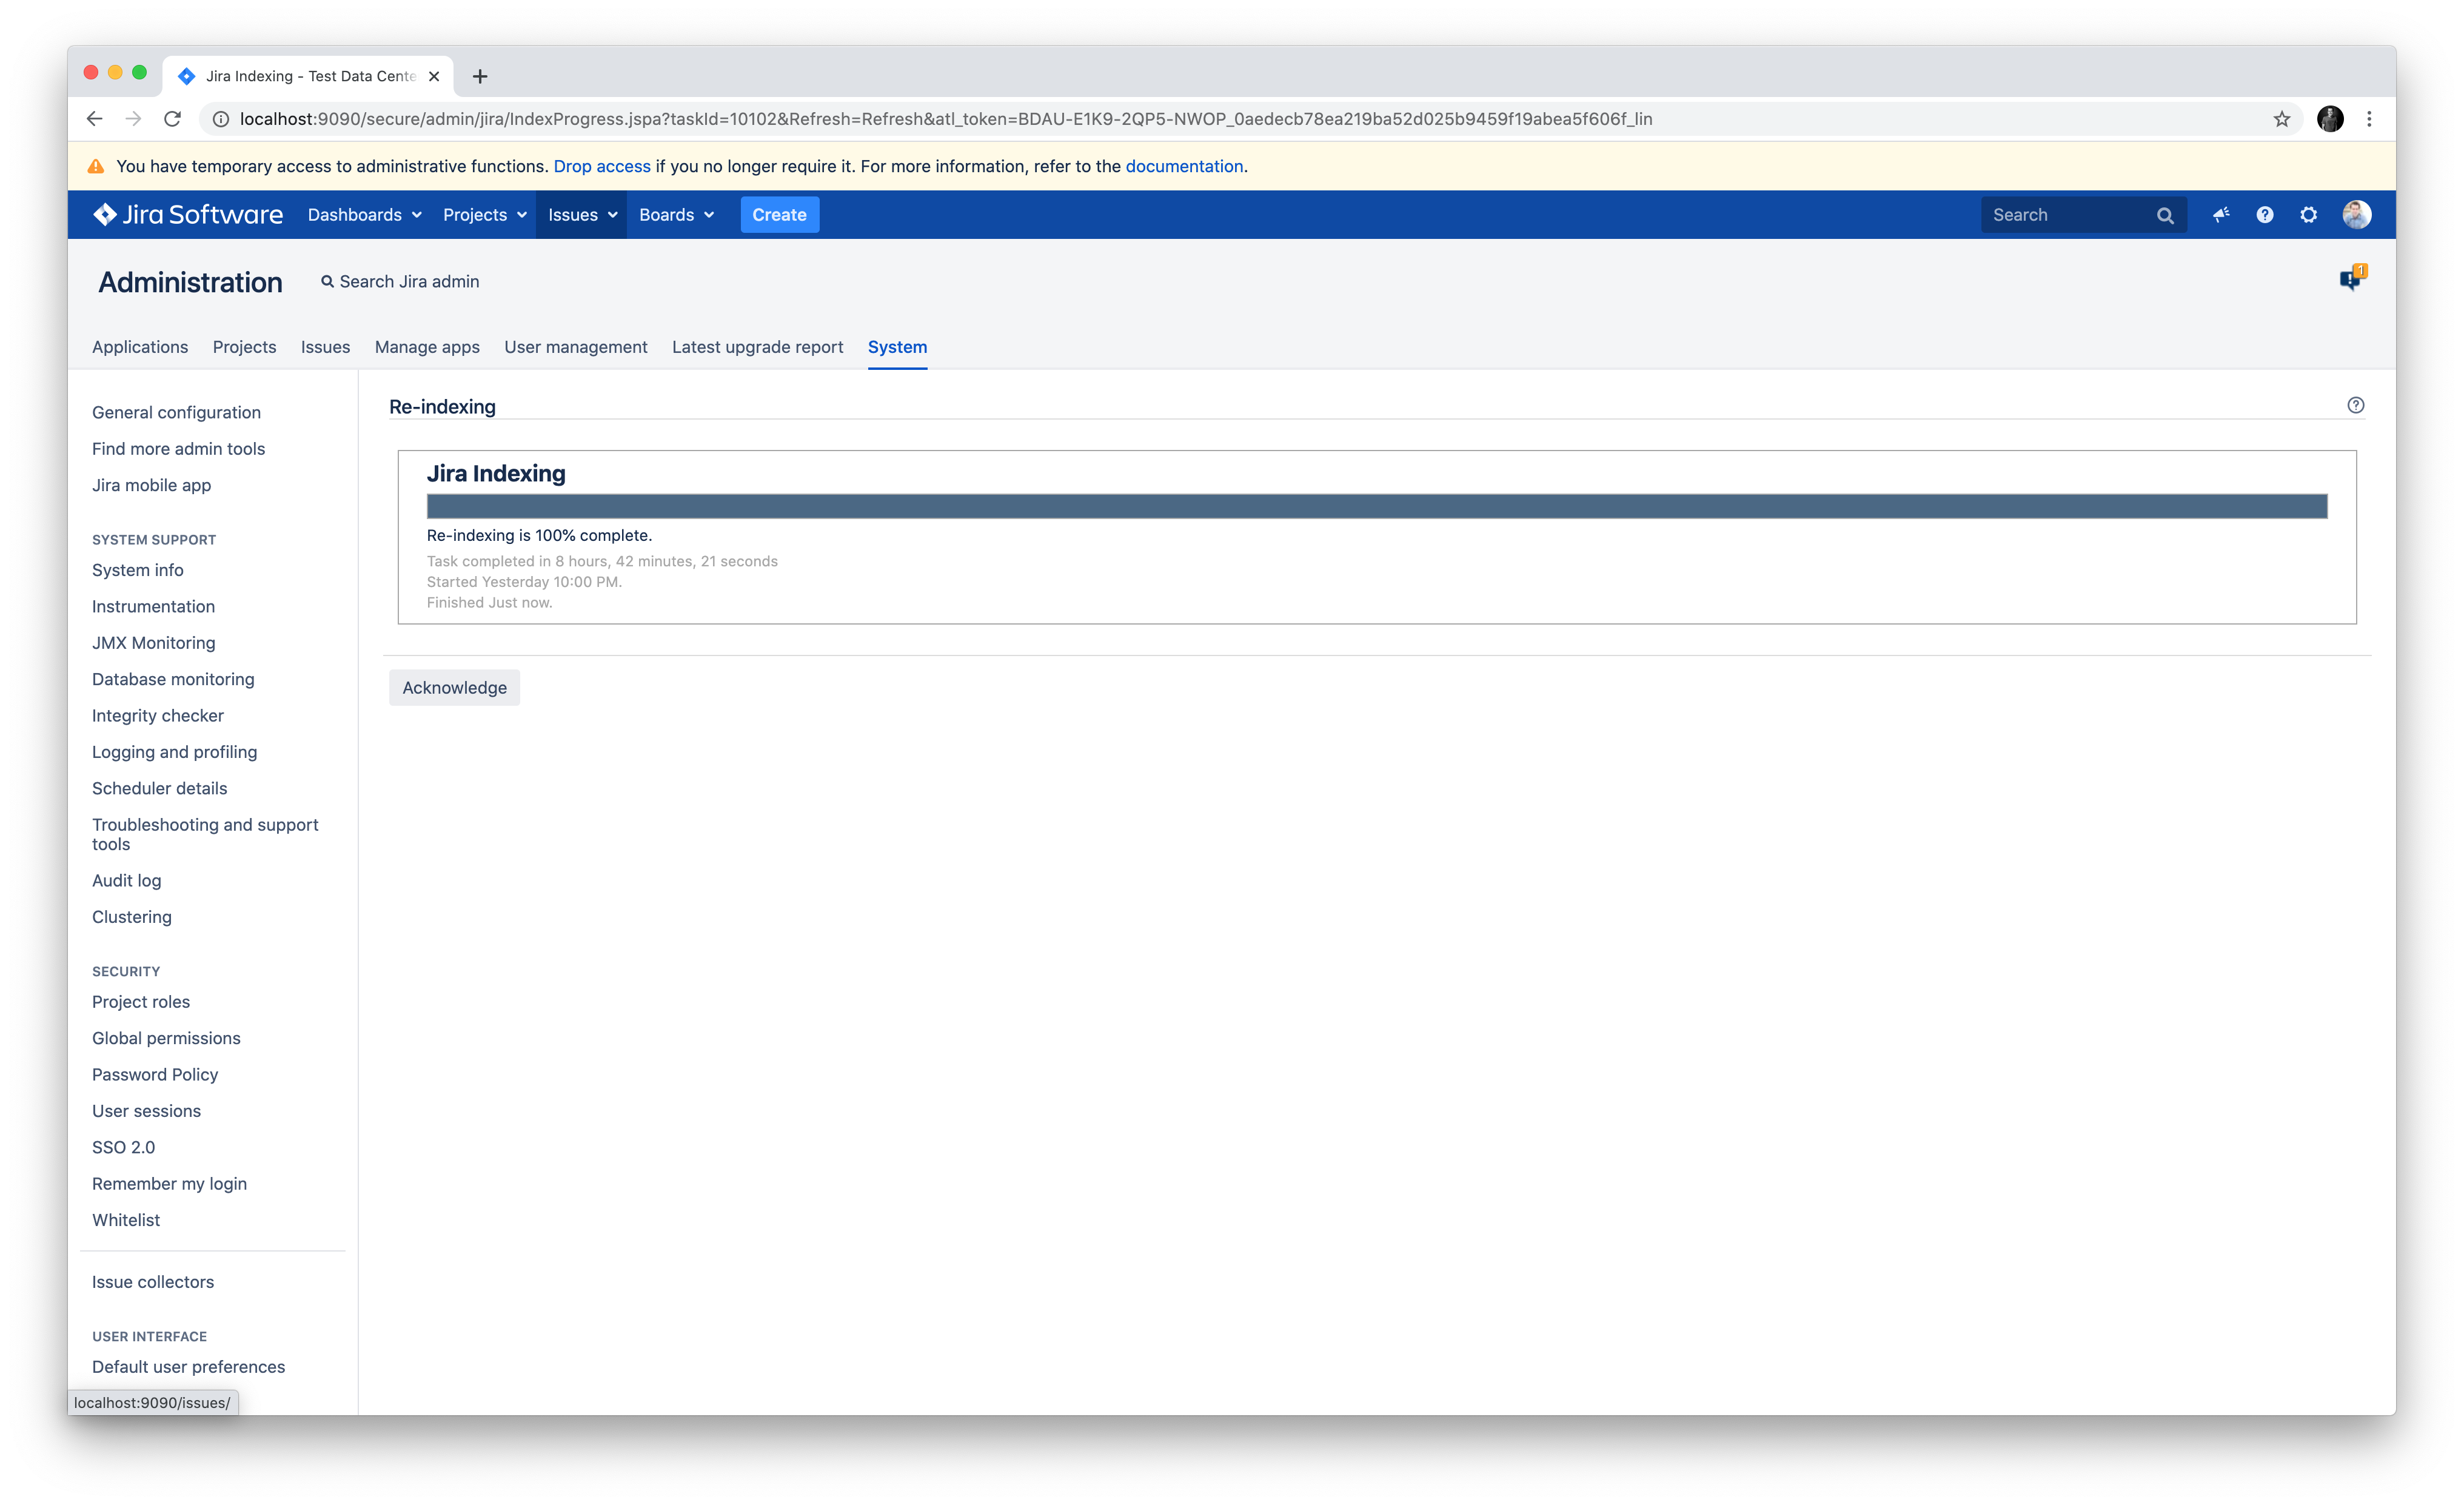 Jira Indexing - Test Data Cente
localhost:9090/secure/admin/jira/IndexProgress.jspa?taskId=10102&Refresh=Refresh&atl_token=BDAU-E1K9-2QP5-NWOP_0aedecb78ea219ba52d025b9459f19abea5f606f_lin
You have temporary access to administrative functions. Drop access if you no longer require it. For more information, refer to the documentation.
Jira Software Dashboards Projects Issues Boards Create Search
Administration Search Jira admin
1
Applications Projects Issues Manage apps User management Latest upgrade report System
General configuration
Find more admin tools
Jira mobile app
SYSTEM SUPPORT
System info
Instrumentation
JMX Monitoring
Database monitoring
Integrity checker
Logging and profiling
Scheduler details
Troubleshooting and support
tools
Audit log
Clustering
SECURITY
Project roles
Global permissions
Password Policy
User sessions
SSO 2.0
Remember my login
Whitelist
Issue collectors
USER INTERFACE
Default user preferences
localhost:9090/issues/
Re-indexing
Jira Indexing
Re-indexing is 100% complete.
Task completed in 8 hours, 42 minutes, 21 seconds
Started Yesterday 10:00 PM.
Finished Just now.
Acknowledge